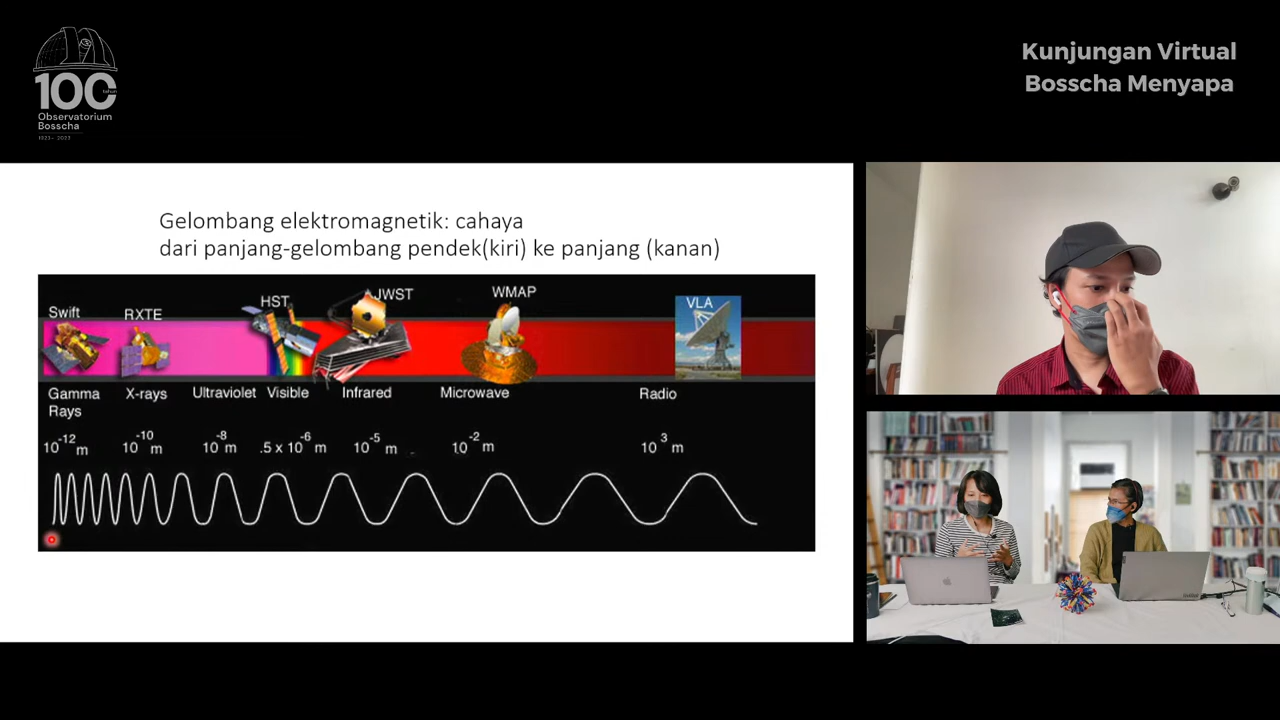 100
tahun
Observatorium
Bosscha
1923 - 2023
Kunjungan Virtual
Bosscha Menyapa
Gelombang elektromagnetik: cahaya
dari panjang-gelombang pendek(kiri) ke panjang (kanan)
Swift RXTE HST JWST WMAP VLA
Gamma Rays X-rays Ultraviolet Visible Infrared Microwave Radio
10⁻¹² m 10⁻¹⁰ m 10⁻⁸ m .5 x 10⁻⁶ m 10⁻⁵ m 10⁻² m 10³ m